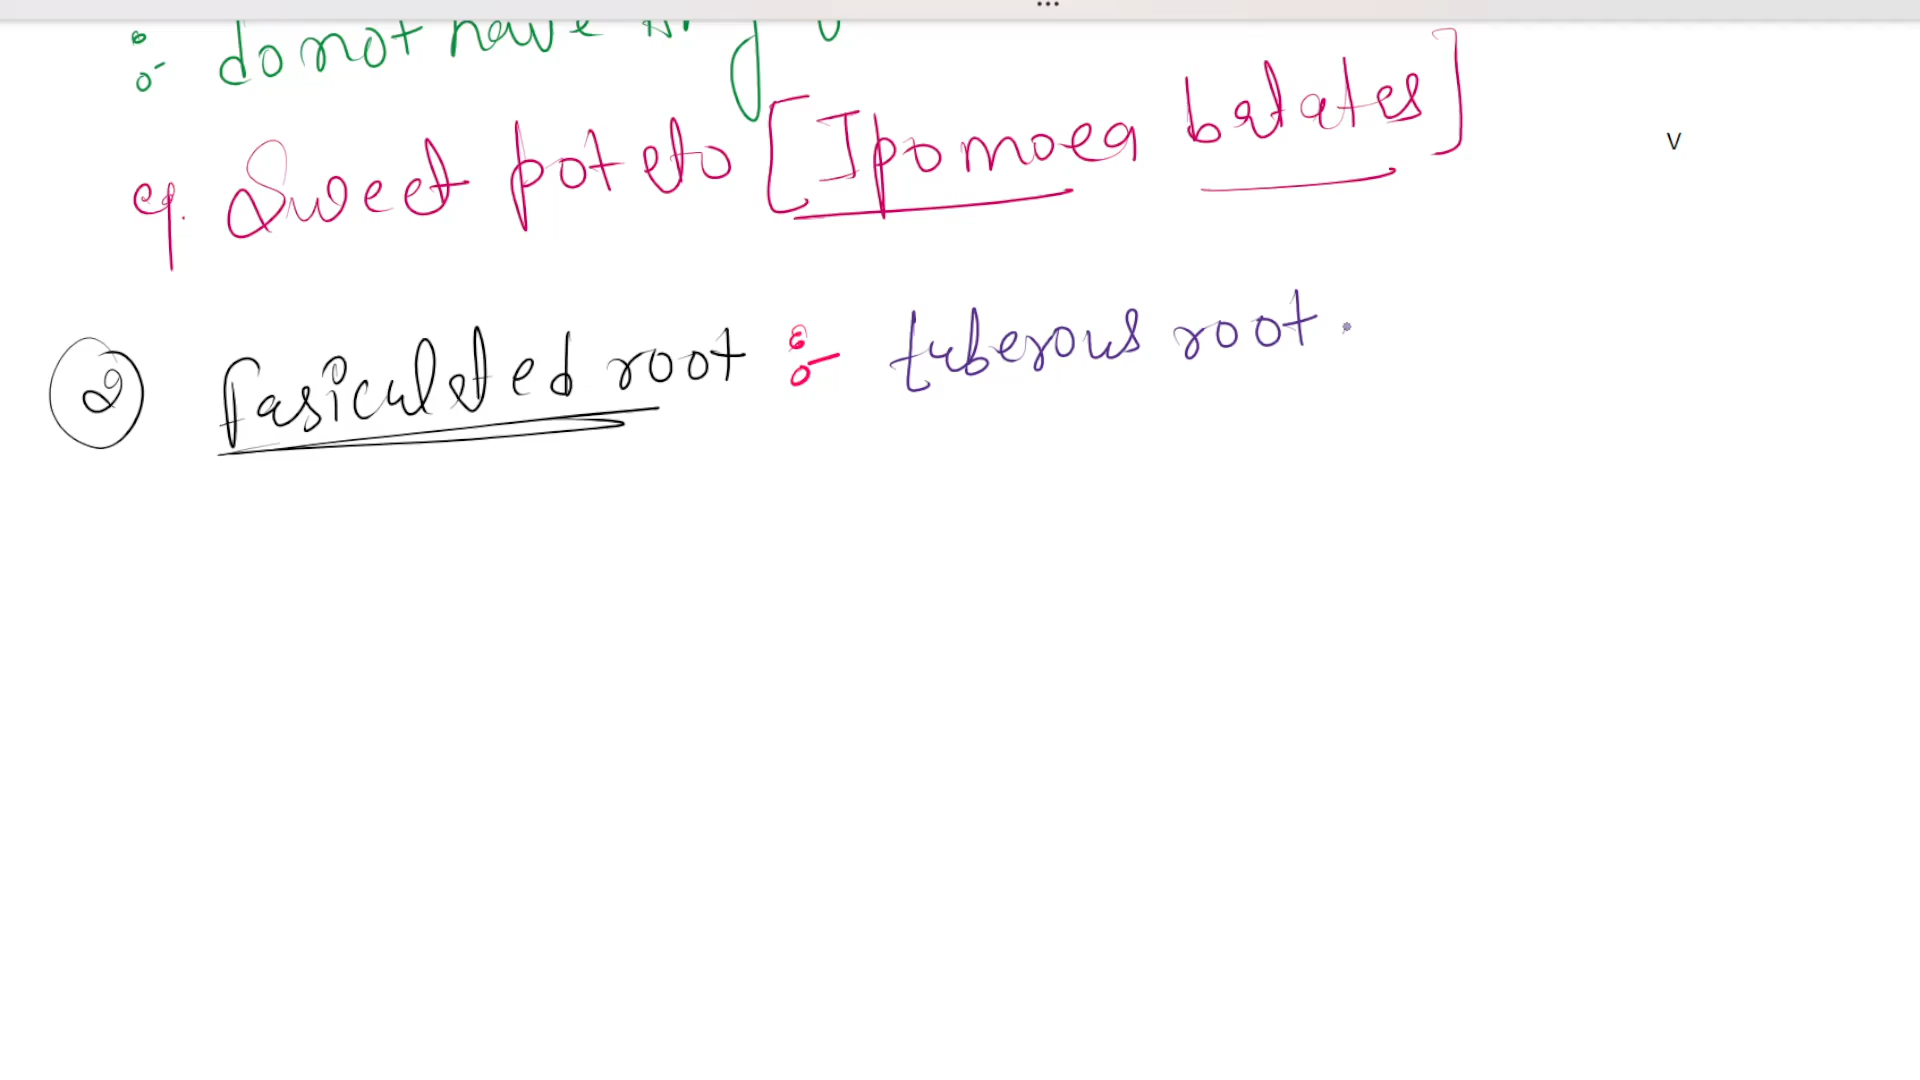 :- do not have
eg. Sweet poteto [Ipomoea batates]
V
② fasiculated root :- tuberous root.